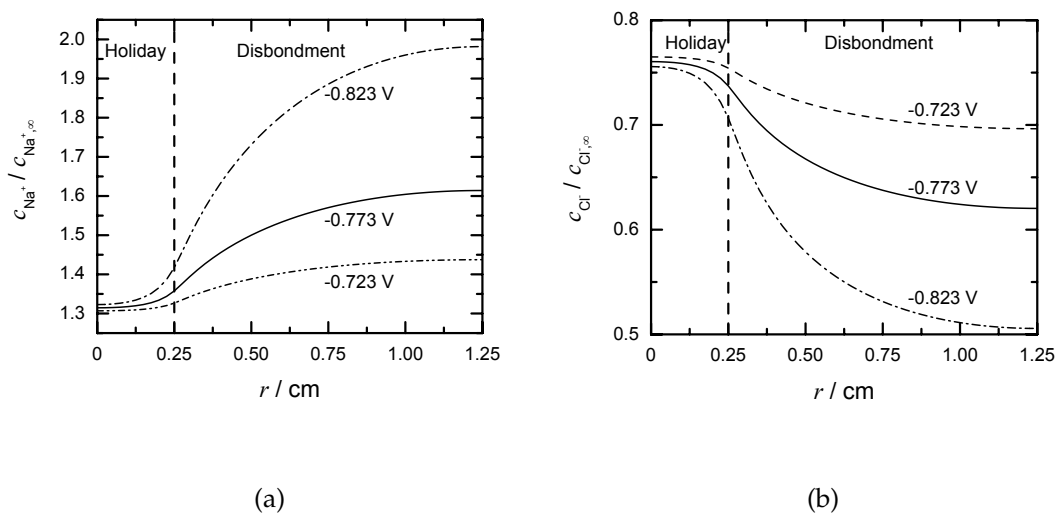 2.0
1.9
1.8
1.7
1.6
1.5
1.4
1.3
c_Na⁺ / c_Na⁺,∞
Holiday
Disbondment
-0.823 V
-0.773 V
-0.723 V
0 0.25 0.50 0.75 1.00 1.25
r / cm
(a)
0.8
0.7
0.6
0.5
c_Cl⁻ / c_Cl⁻,∞
Holiday
Disbondment
-0.723 V
-0.773 V
-0.823 V
0 0.25 0.50 0.75 1.00 1.25
r / cm
(b)